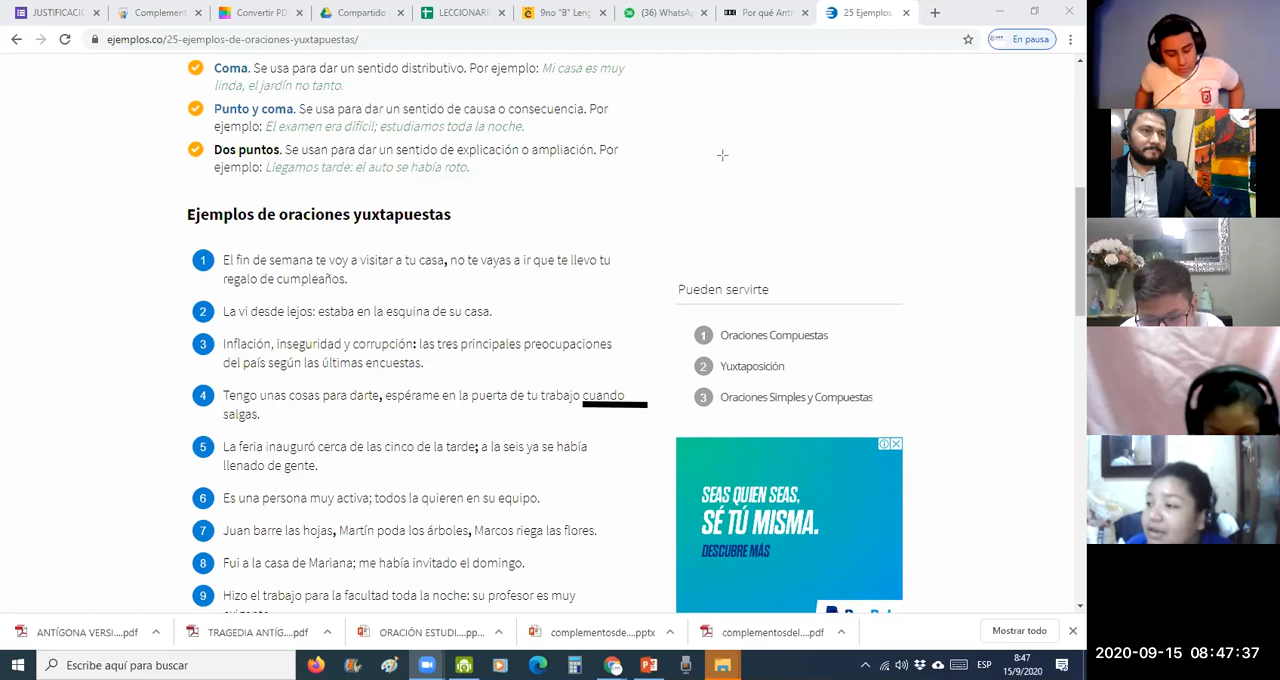 JUSTIFICACIO
Complement
Convertir PD
Compartido
LECCIONARI
9no "B" Leng
(36) WhatsA
Por qué Antí
25 Ejemplos
ejemplos.co/25-ejemplos-de-oraciones-yuxtapuestas/
En pausa
Coma. Se usa para dar un sentido distributivo. Por ejemplo: Mi casa es muy
linda, el jardín no tanto.
Punto y coma. Se usa para dar un sentido de causa o consecuencia. Por
ejemplo: El examen era difícil; estudiamos toda la noche.
Dos puntos. Se usan para dar un sentido de explicación o ampliación. Por
ejemplo: Llegamos tarde: el auto se había roto.
Ejemplos de oraciones yuxtapuestas
1 El fin de semana te voy a visitar a tu casa, no te vayas a ir que te llevo tu
regalo de cumpleaños.
2 La vi desde lejos: estaba en la esquina de su casa.
3 Inflación, inseguridad y corrupción: las tres principales preocupaciones
del país según las últimas encuestas.
4 Tengo unas cosas para darte, espérame en la puerta de tu trabajo cuando
salgas.
5 La feria inauguró cerca de las cinco de la tarde; a la seis ya se había
llenado de gente.
6 Es una persona muy activa; todos la quieren en su equipo.
7 Juan barre las hojas, Martín poda los árboles, Marcos riega las flores.
8 Fui a la casa de Mariana; me había invitado el domingo.
9 Hizo el trabajo para la facultad toda la noche: su profesor es muy
Pueden servirte
1 Oraciones Compuestas
2 Yuxtaposición
3 Oraciones Simples y Compuestas
SEAS QUIEN SEAS,
SÉ TÚ MISMA.
DESCUBRE MÁS
ANTÍGONA VERSI....pdf
TRAGEDIA ANTÍG....pdf
ORACIÓN ESTUDI....pp...
complementosde....pptx
complementosdel....pdf
Mostrar todo
Escribe aquí para buscar
ESP
8:47
15/9/2020
2020-09-15 08:47:37